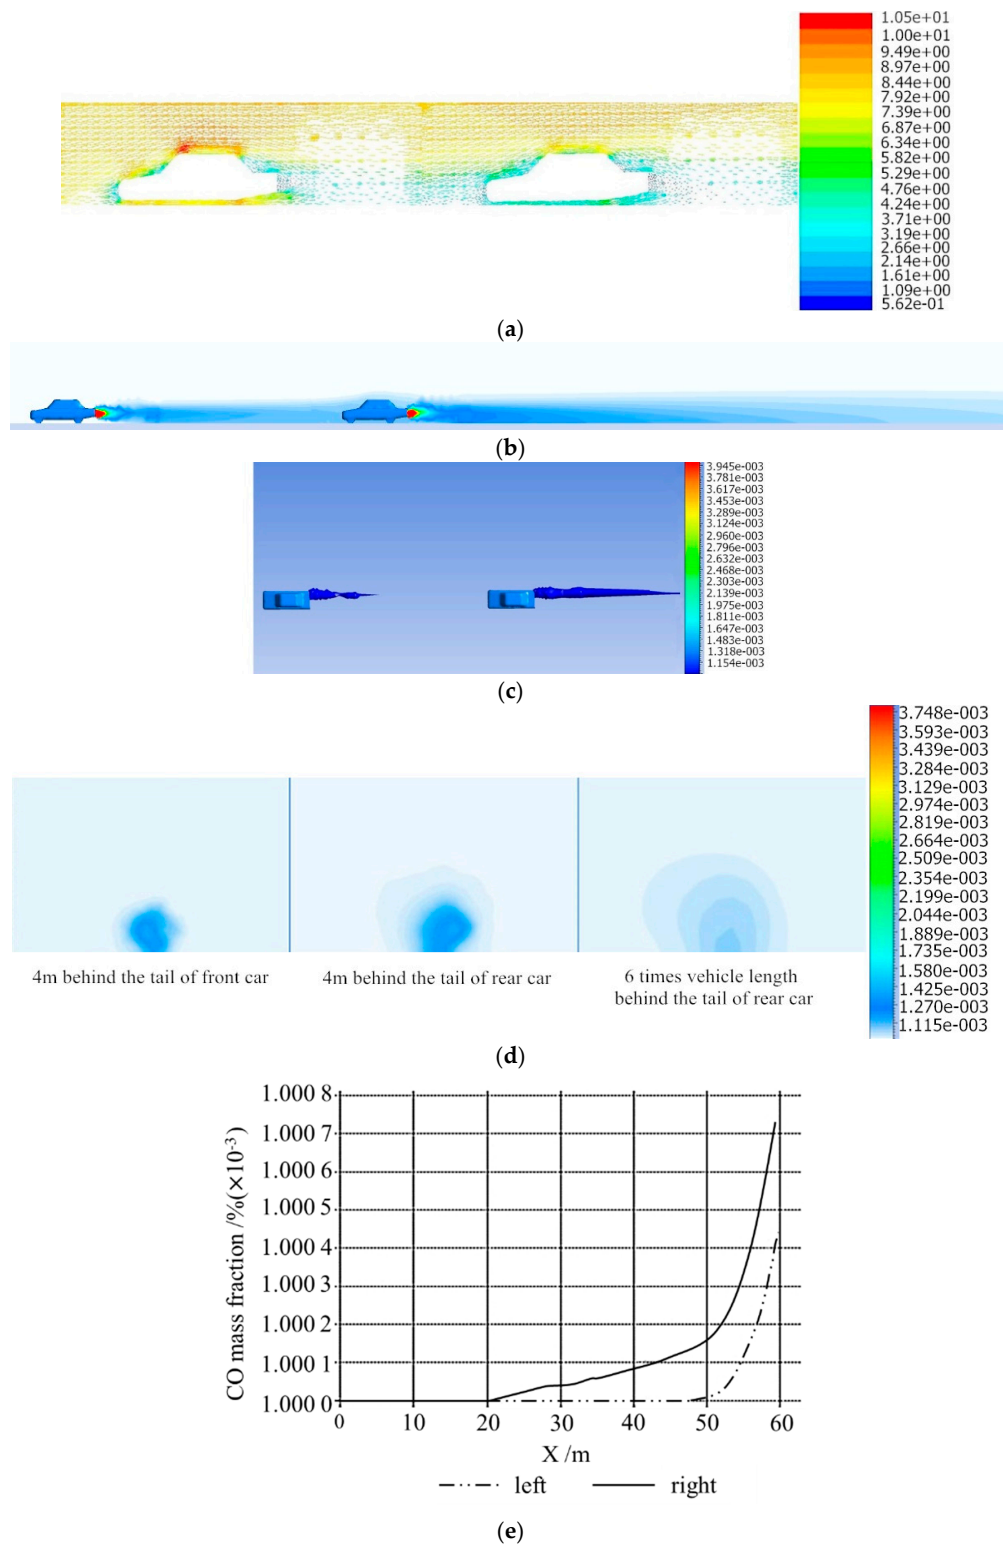 1.05e+01
1.00e+01
9.49e+00
8.97e+00
8.44e+00
7.92e+00
7.39e+00
6.87e+00
6.34e+00
5.82e+00
5.29e+00
4.76e+00
4.24e+00
3.71e+00
3.19e+00
2.66e+00
2.14e+00
1.61e+00
1.09e+00
5.62e-01
(a)
(b)
3.945e-003
3.781e-003
3.617e-003
3.453e-003
3.289e-003
3.124e-003
2.960e-003
2.796e-003
2.632e-003
2.468e-003
2.303e-003
2.139e-003
1.975e-003
1.811e-003
1.647e-003
1.483e-003
1.318e-003
1.154e-003
(c)
3.748e-003
3.593e-003
3.439e-003
3.284e-003
3.129e-003
2.974e-003
2.819e-003
2.664e-003
2.509e-003
2.354e-003
2.199e-003
2.044e-003
1.889e-003
1.735e-003
1.580e-003
1.425e-003
1.270e-003
1.115e-003
4m behind the tail of front car
4m behind the tail of rear car
6 times vehicle length
behind the tail of rear car
(d)
CO mass fraction /%(×10⁻³)
1.000 8
1.000 7
1.000 6
1.000 5
1.000 4
1.000 3
1.000 2
1.000 1
1.000 0
0 10 20 30 40 50 60
X /m
left right
(e)